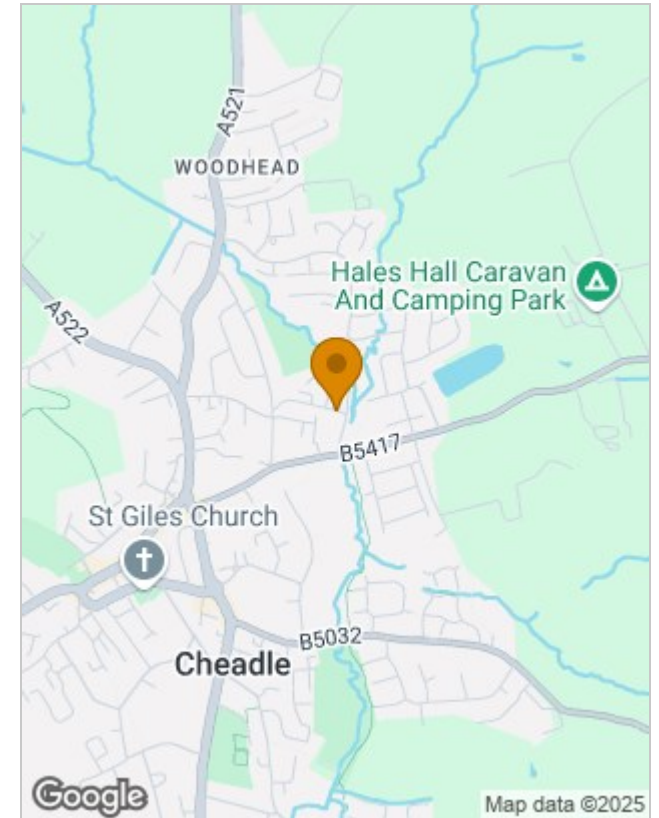 A521
WOODHEAD
Hales Hall Caravan
And Camping Park
A522
B5417
St Giles Church
B5032
Cheadle
Google
Map data ©2025